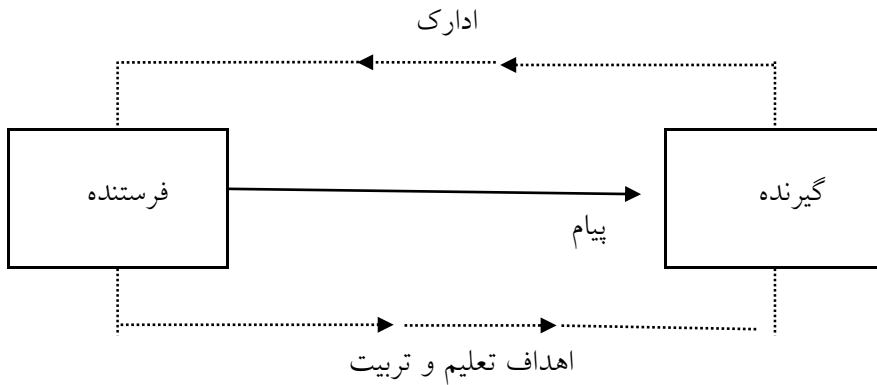 ادارک
گیرنده
فرستنده
پیام
اهداف تعلیم و تربیت